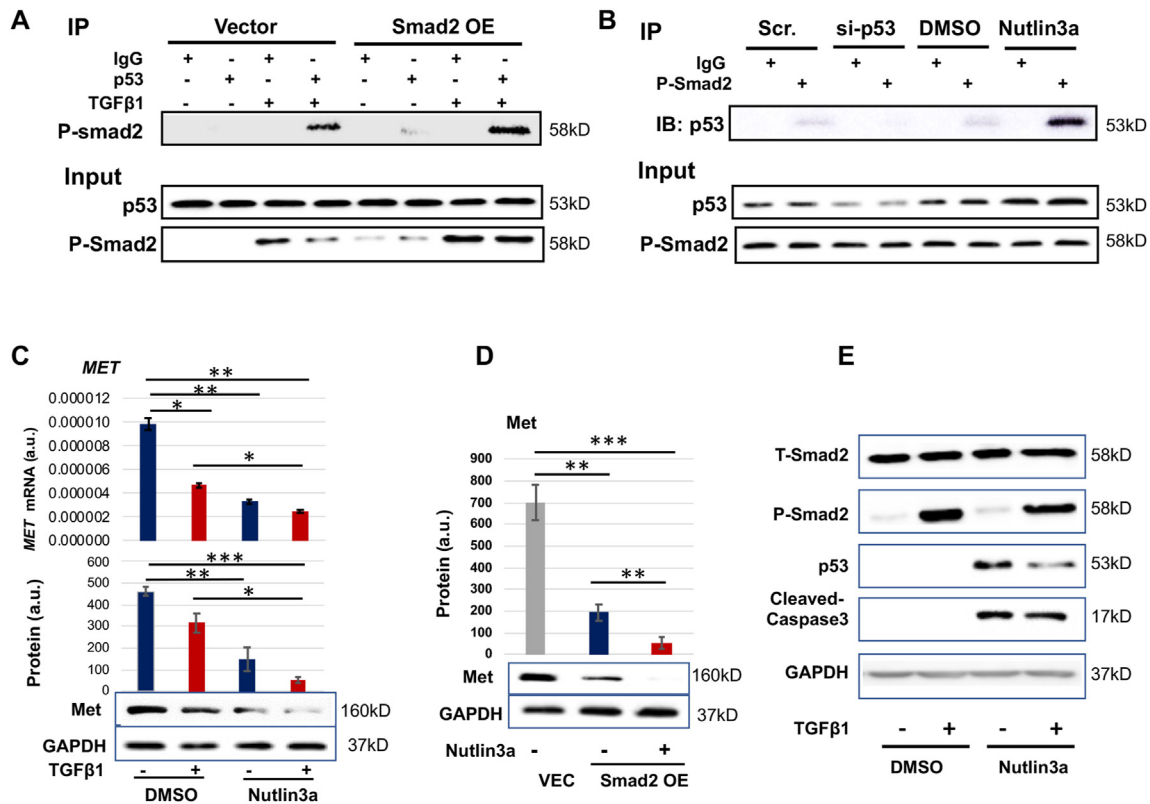 A
IP
Vector
Smad2 OE
IgG + - + - + - + -
p53 - + - + - + - +
TGFβ1 - - + + - - + +
P-smad2
58kD
Input
p53
53kD
P-Smad2
58kD
B
IP
Scr. si-p53 DMSO Nutlin3a
IgG + + + +
P-Smad2 + + + +
IB: p53
53kD
Input
p53
53kD
P-Smad2
58kD
C
MET
**
**
*
*
MET mRNA (a.u.)
0.000012
0.000010
0.000008
0.000006
0.000004
0.000002
0.000000
***
**
*
Protein (a.u.)
600
500
400
300
200
100
0
Met
160kD
GAPDH
37kD
TGFβ1 - + - +
DMSO Nutlin3a
D
Met
***
**
**
Protein (a.u.)
900
800
700
600
500
400
300
200
100
0
Met
160kD
GAPDH
37kD
Nutlin3a - - +
VEC Smad2 OE
E
T-Smad2
58kD
P-Smad2
58kD
p53
53kD
Cleaved-
Caspase3
17kD
GAPDH
37kD
TGFβ1 - + - +
DMSO Nutlin3a